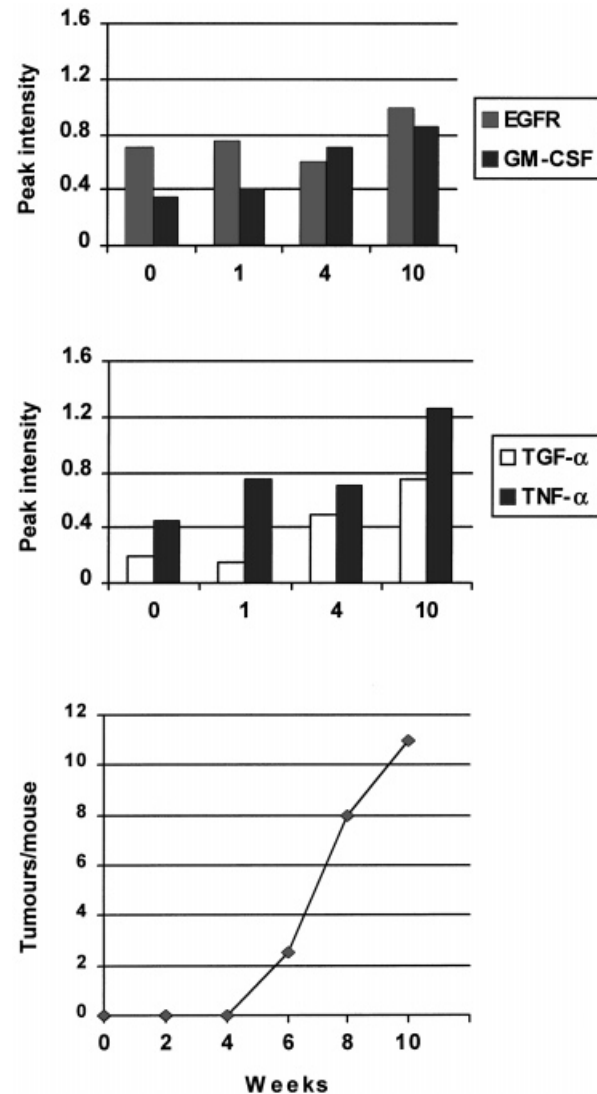 1.6
1.2
0.8
0.4
0
Peak intensity
0 1 4 10
EGFR
GM-CSF
1.6
1.2
0.8
0.4
0
Peak intensity
0 1 4 10
TGF-α
TNF-α
12
10
8
6
4
2
0
Tumours/mouse
0 2 4 6 8 10
Weeks